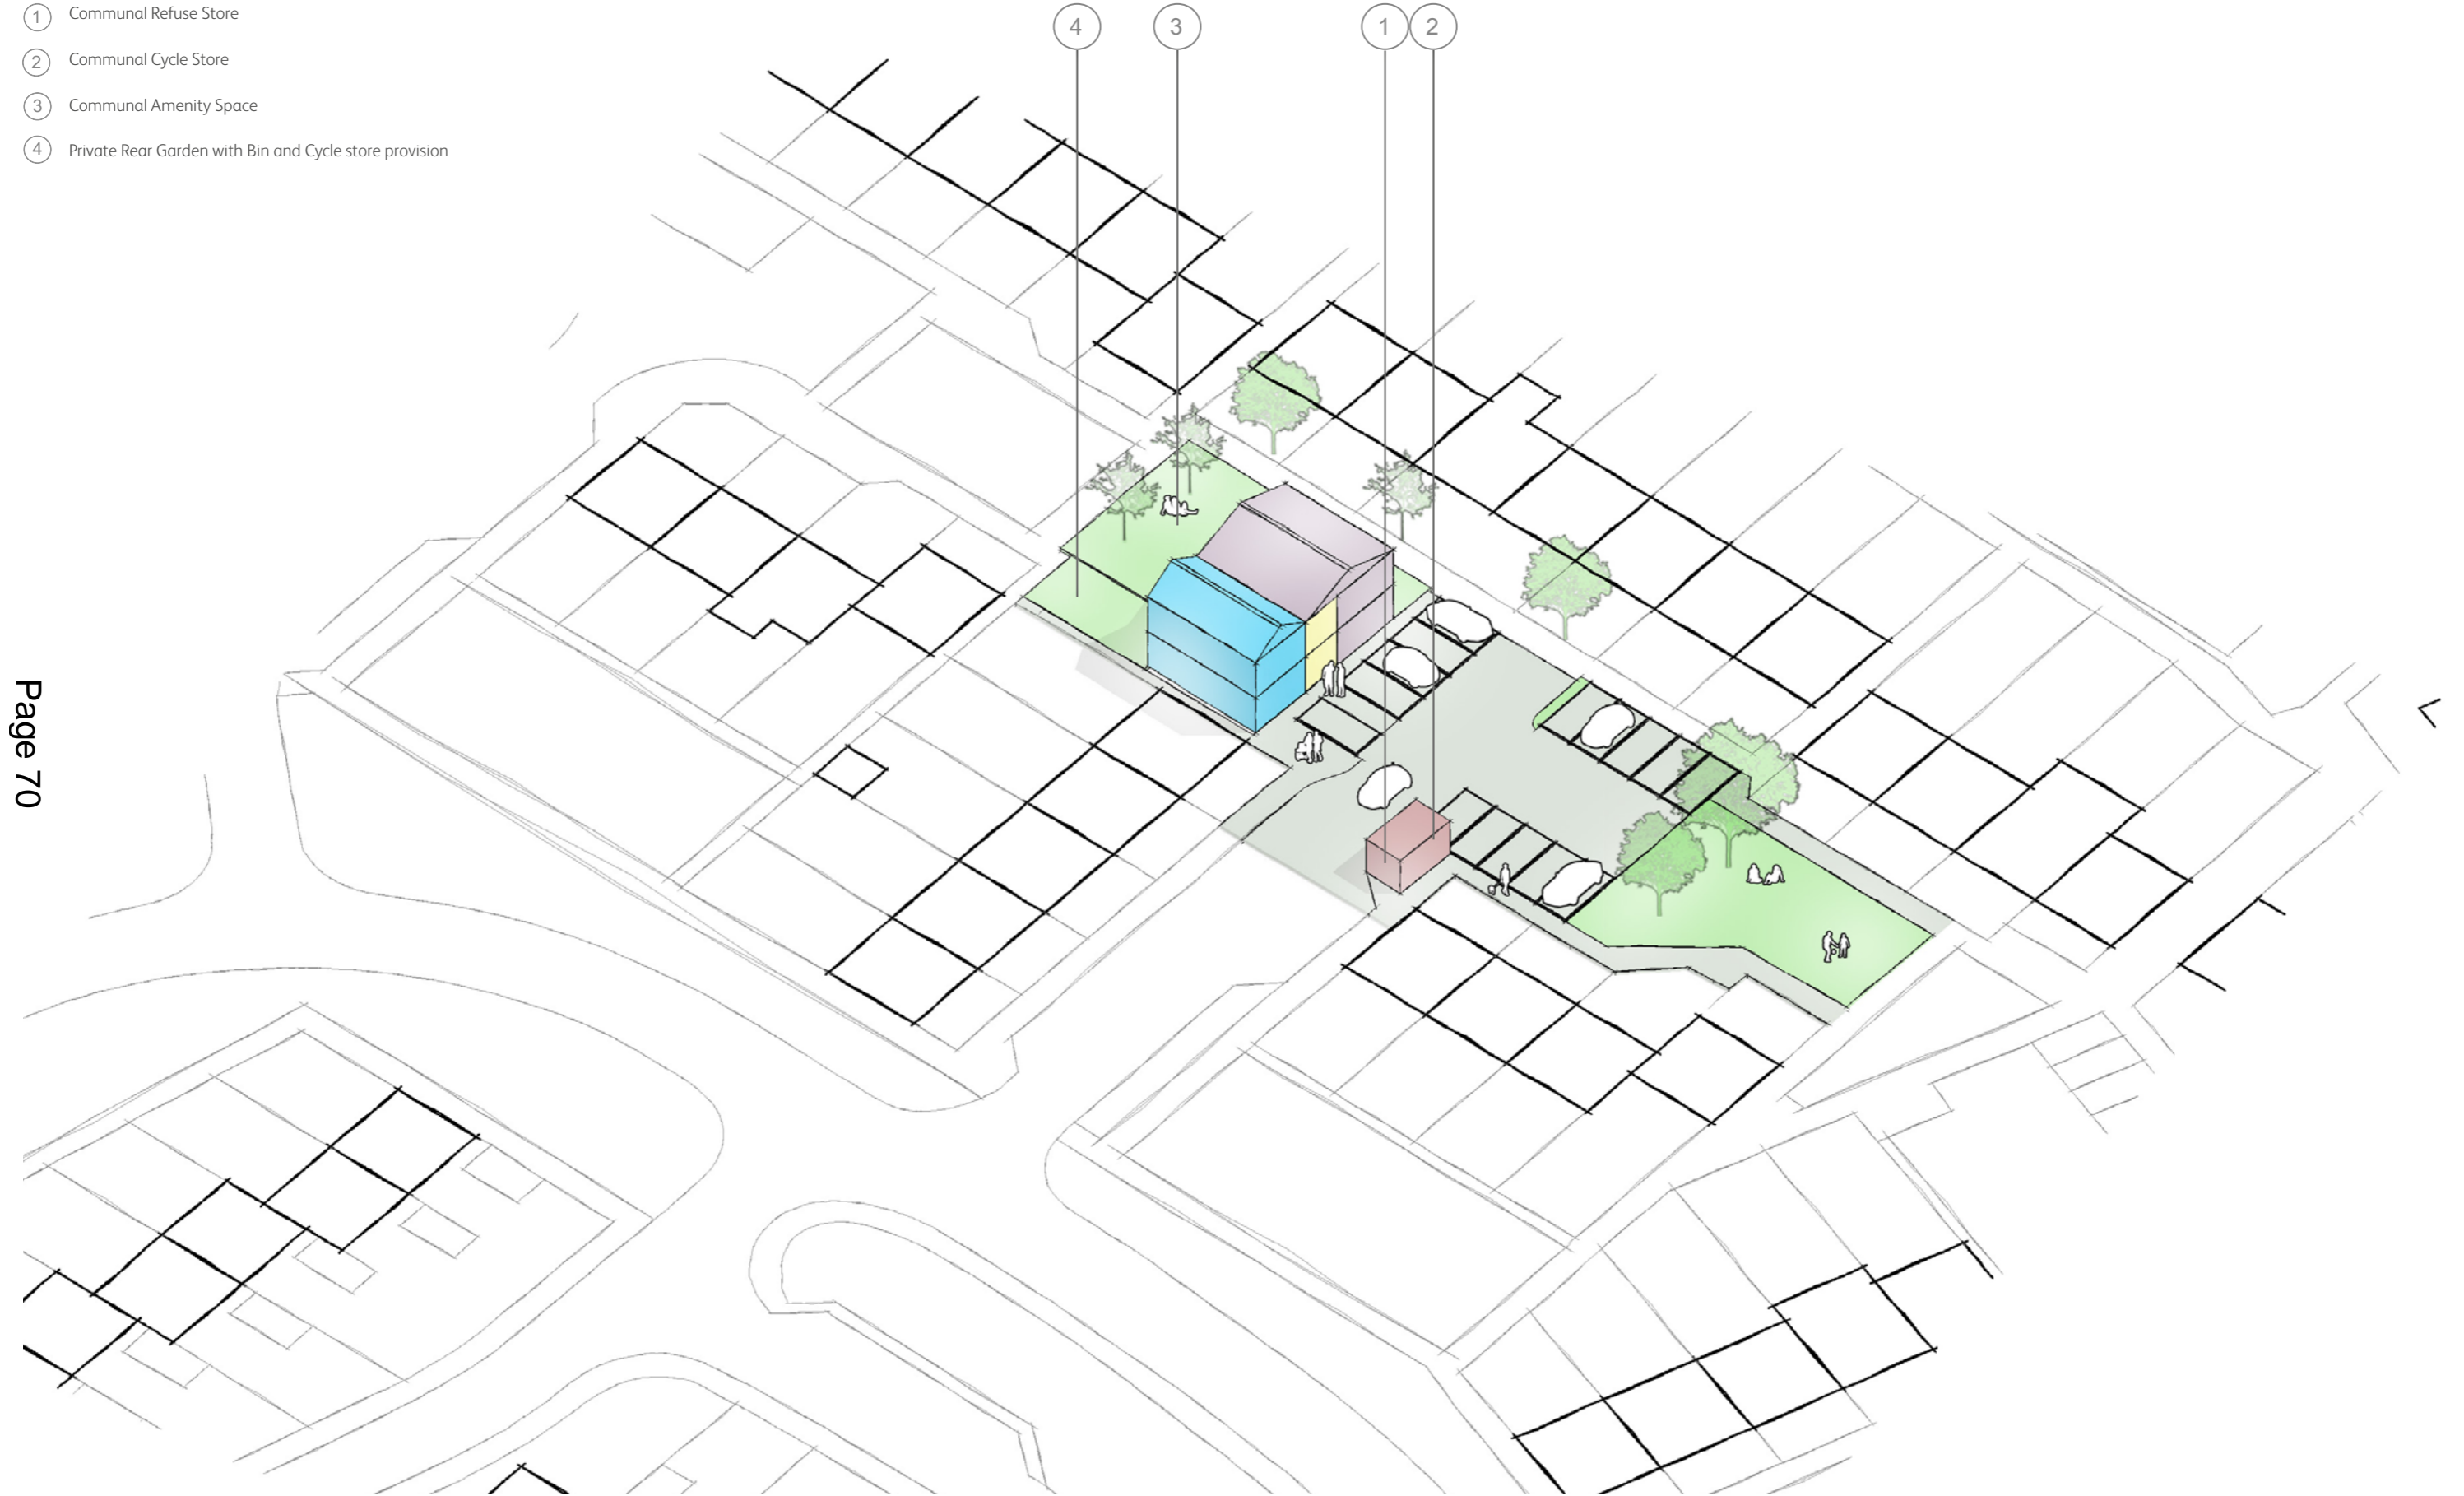 1 Communal Refuse Store
2 Communal Cycle Store
3 Communal Amenity Space
4 Private Rear Garden with Bin and Cycle store provision
4 3 1 2
Page 70